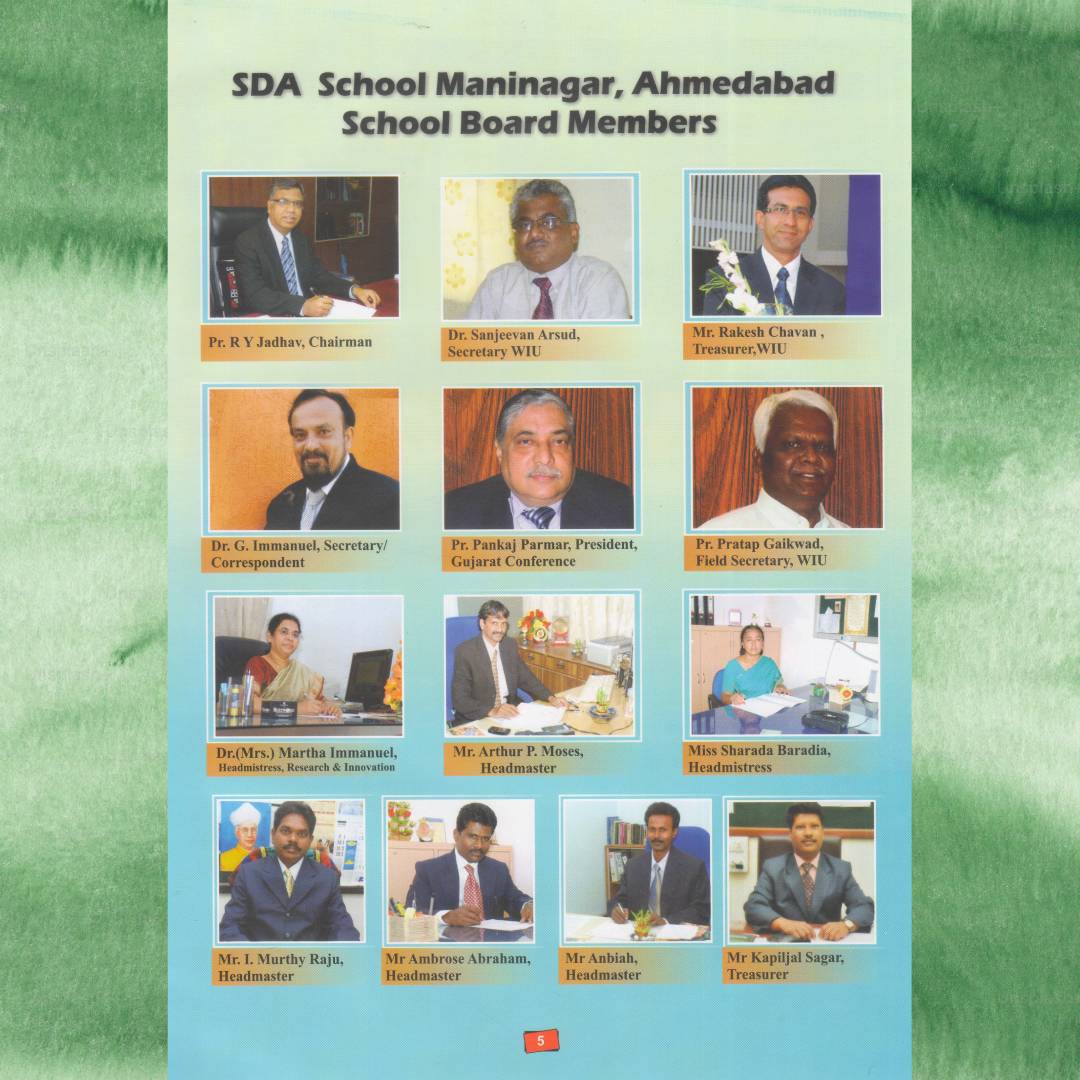 SDA School Maninagar, Ahmedabad
School Board Members
Pr. R Y Jadhav, Chairman
Dr. Sanjeevan Arsud,
Secretary WIU
Mr. Rakesh Chavan ,
Treasurer,WIU
Dr. G. Immanuel, Secretary/
Correspondent
Pr. Pankaj Parmar, President,
Gujarat Conference
Pr. Pratap Gaikwad,
Field Secretary, WIU
Dr.(Mrs.) Martha Immanuel,
Headmistress, Research & Innovation
Mr. Arthur P. Moses,
Headmaster
Miss Sharada Baradia,
Headmistress
Mr. I. Murthy Raju,
Headmaster
Mr Ambrose Abraham,
Headmaster
Mr Anbiah,
Headmaster
Mr Kapiljal Sagar,
Treasurer
5